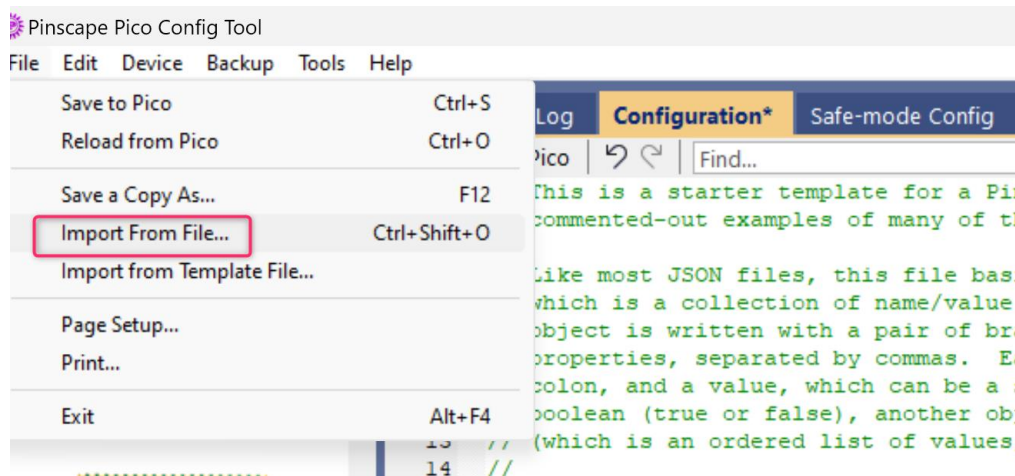 Pinscape Pico Config Tool
File Edit Device Backup Tools Help
Save to Pico Ctrl+S
Reload from Pico Ctrl+O
Save a Copy As... F12
Import From File... Ctrl+Shift+O
Import from Template File...
Page Setup...
Print...
Exit Alt+F4
Log Configuration* Safe-mode Config
Pico Find...
This is a starter template for a
commented-out examples of many of
Like most JSON files, this file
which is a collection of name/value
object is written with a pair of
properties, separated by commas.
colon, and a value, which can be a
boolean (true or false), another
13 // (which is an ordered list of values
14 //